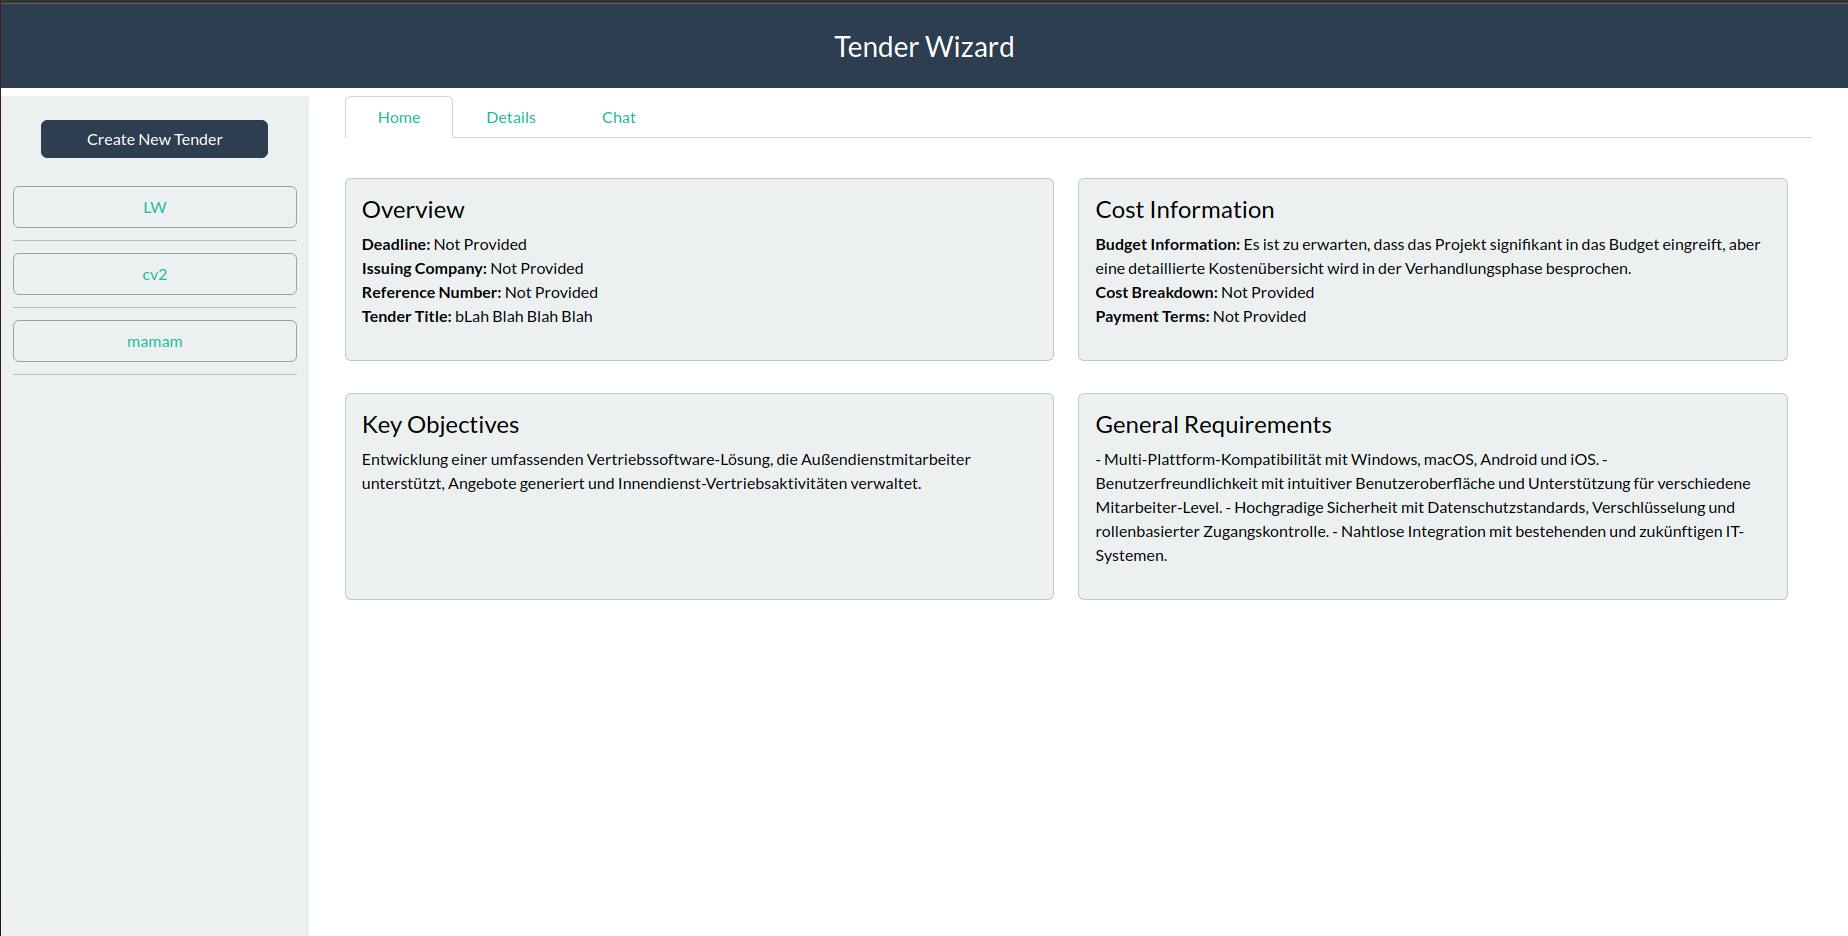 Tender Wizard
Create New Tender
LW
cv2
mamam
Home
Details
Chat
Overview
Deadline: Not Provided
Issuing Company: Not Provided
Reference Number: Not Provided
Tender Title: bLah Blah Blah Blah
Cost Information
Budget Information: Es ist zu erwarten, dass das Projekt signifikant in das Budget eingreift, aber
eine detaillierte Kostenübersicht wird in der Verhandlungsphase besprochen.
Cost Breakdown: Not Provided
Payment Terms: Not Provided
Key Objectives
Entwicklung einer umfassenden Vertriebssoftware-Lösung, die Außendienstmitarbeiter
unterstützt, Angebote generiert und Innendienst-Vertriebsaktivitäten verwaltet.
General Requirements
- Multi-Plattform-Kompatibilität mit Windows, macOS, Android und iOS. -
Benutzerfreundlichkeit mit intuitiver Benutzeroberfläche und Unterstützung für verschiedene
Mitarbeiter-Level. - Hochgradige Sicherheit mit Datenschutzstandards, Verschlüsselung und
rollenbasierter Zugangskontrolle. - Nahtlose Integration mit bestehenden und zukünftigen IT-
Systemen.